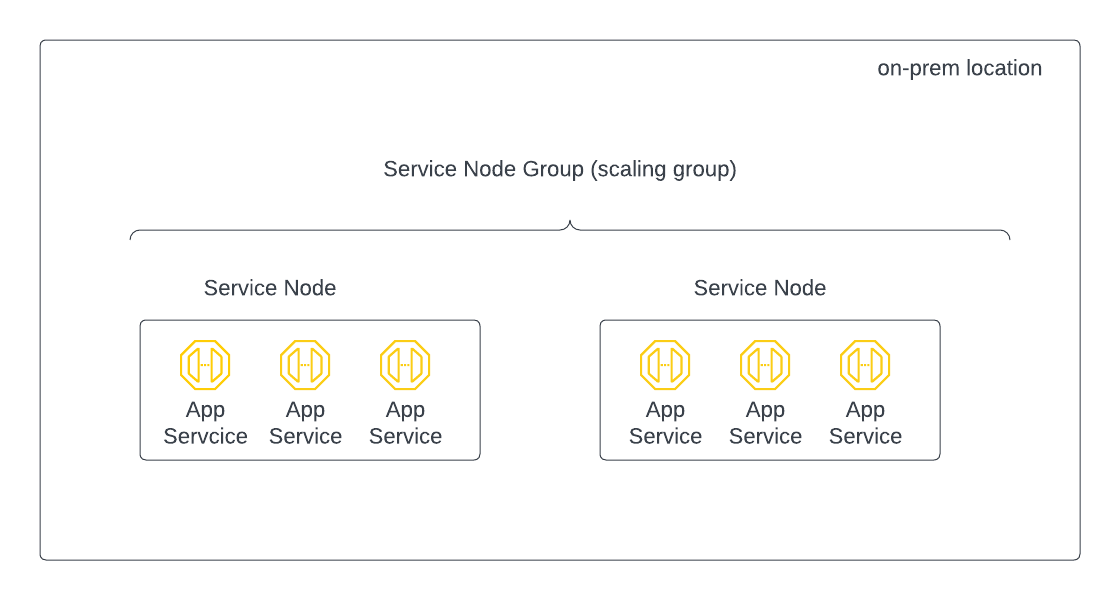 on-prem location
Service Node Group (scaling group)
Service Node
Service Node
App
Servcice
App
Service
App
Service
App
Service
App
Service
App
Service